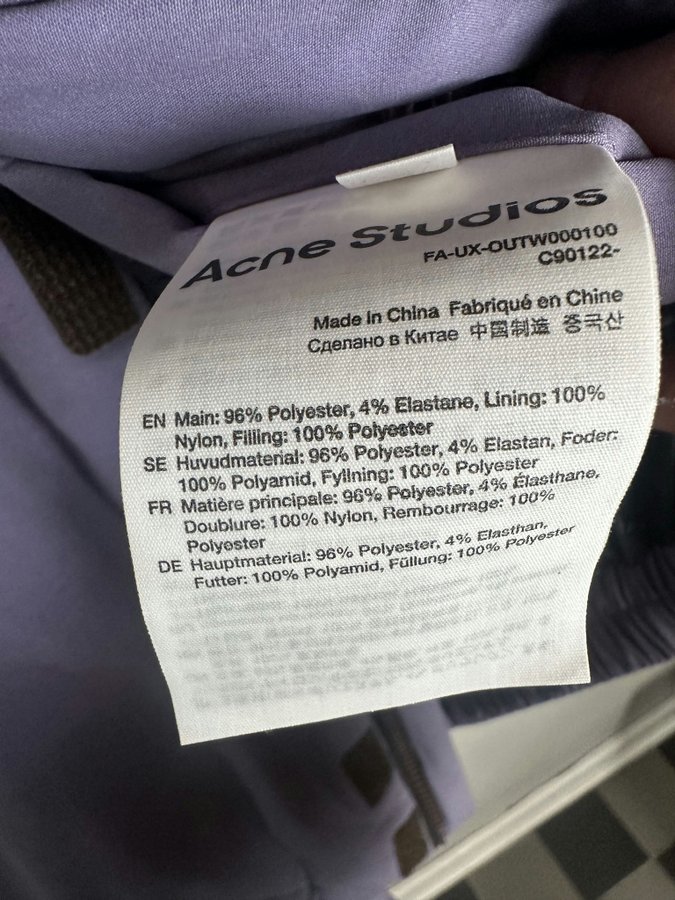 Acne Studios
FA-UX-OUTW000100
C90122-
Made in China Fabriqué en Chine
Сделано в Китае 中国制造 중국산
EN Main: 96% Polyester, 4% Elastane, Lining: 100%
Nylon, Filling: 100% Polyester
SE Huvudmaterial: 96% Polyester, 4% Elastan, Foder:
100% Polyamid, Fyllning: 100% Polyester
FR Matière principale: 96% Polyester, 4% Élasthane,
Doublure: 100% Nylon, Rembourrage: 100%
Polyester
DE Hauptmaterial: 96% Polyester, 4% Elasthan,
Futter: 100% Polyamid, Füllung: 100% Polyester